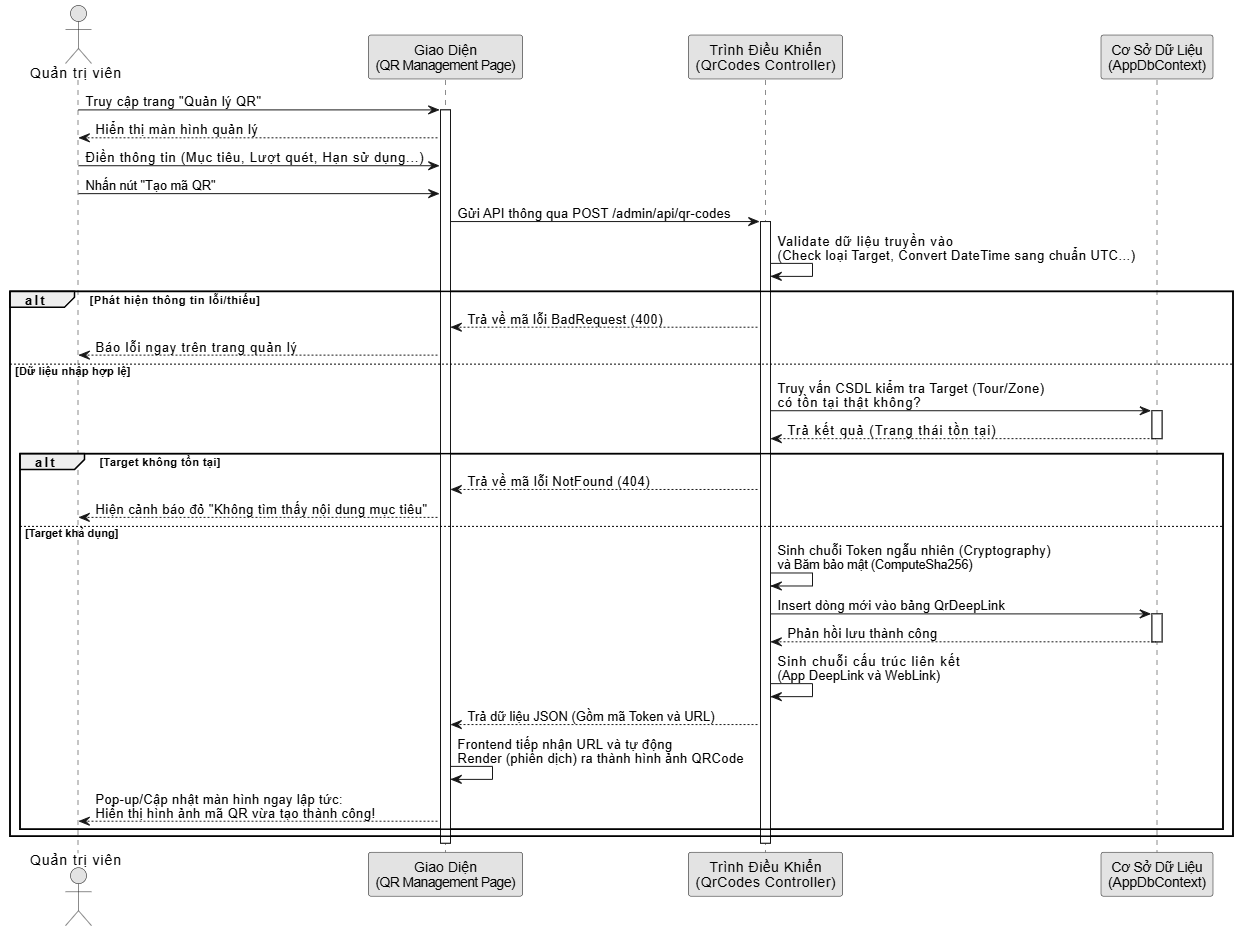 Quản trị viên
Giao Diện
(QR Management Page)
Trình Điều Khiển
(QrCodes Controller)
Cơ Sở Dữ Liệu
(AppDbContext)
Truy cập trang "Quản lý QR"
Hiển thị màn hình quản lý
Điền thông tin (Mục tiêu, Lượt quét, Hạn sử dụng...)
Nhấn nút "Tạo mã QR"
Gửi API thông qua POST /admin/api/qr-codes
Validate dữ liệu truyền vào
(Check loại Target, Convert DateTime sang chuẩn UTC...)
alt [Phát hiện thông tin lỗi/thiếu]
Trả về mã lỗi BadRequest (400)
Báo lỗi ngay trên trang quản lý
[Dữ liệu nhập hợp lệ]
Truy vấn CSDL kiểm tra Target (Tour/Zone)
có tồn tại thật không?
Trả kết quả (Trang thái tồn tại)
alt [Target không tồn tại]
Trả về mã lỗi NotFound (404)
Hiện cảnh báo đỏ "Không tìm thấy nội dung mục tiêu"
[Target khả dụng]
Sinh chuỗi Token ngẫu nhiên (Cryptography)
và Băm bảo mật (ComputeSha256)
Insert dòng mới vào bảng QrDeepLink
Phản hồi lưu thành công
Sinh chuỗi cấu trúc liên kết
(App DeepLink và WebLink)
Trả dữ liệu JSON (Gồm mã Token và URL)
Frontend tiếp nhận URL và tự động
Render (phiên dịch) ra thành hình ảnh QRCode
Pop-up/Cập nhật màn hình ngay lập tức:
Hiển thị hình ảnh mã QR vừa tạo thành công!
Quản trị viên
Giao Diện
(QR Management Page)
Trình Điều Khiển
(QrCodes Controller)
Cơ Sở Dữ Liệu
(AppDbContext)